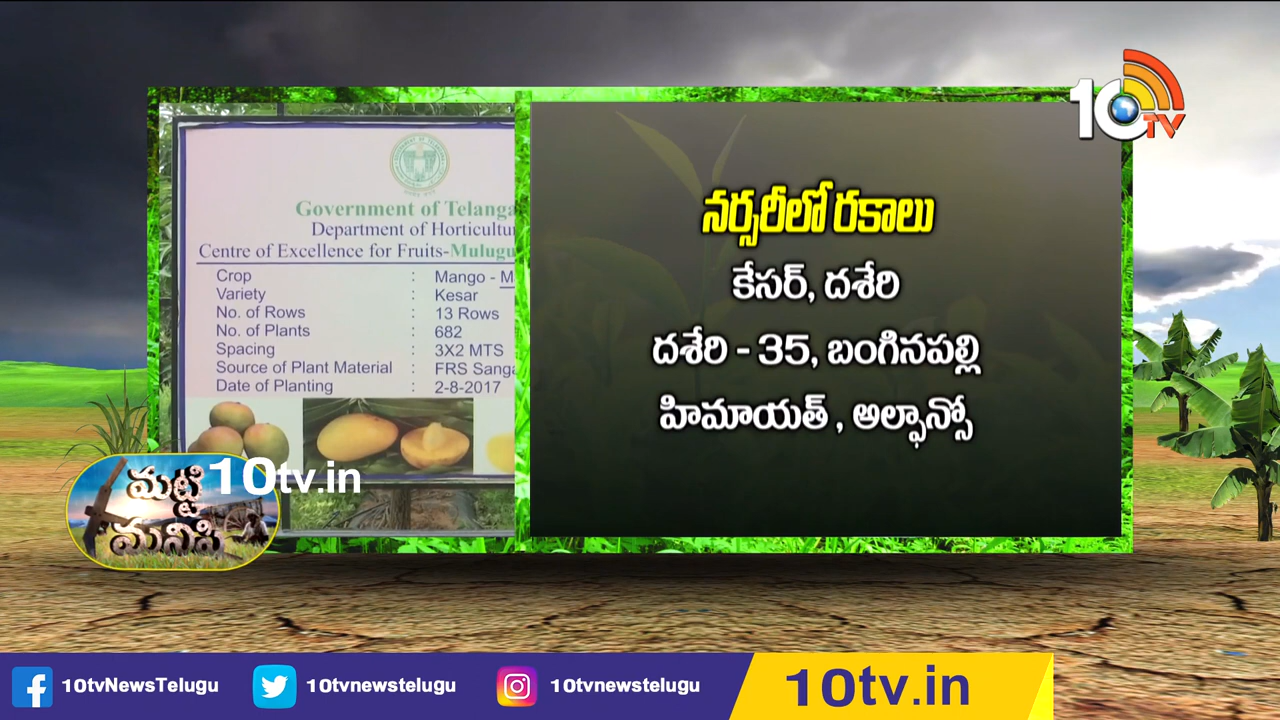 10TV
Government of Telanga
Department of Horticultur
Centre of Excellence for Fruits-Mulugu
Crop : Mango - M
Variety : Kesar
No. of Rows : 13 Rows
No. of Plants : 682
Spacing : 3X2 MTS
Source of Plant Material : FRS Sanga
Date of Planting : 2-8-2017
నర్సరీలో రకాలు
కేసర్, దశేరి
దశేరి - 35, బంగినపల్లి
హిమాయత్ , అల్ఫాన్సో
మట్టి
మనిషి
10tv.in
10tvNewsTelugu
10tvnewstelugu
10tvnewstelugu
10tv.in